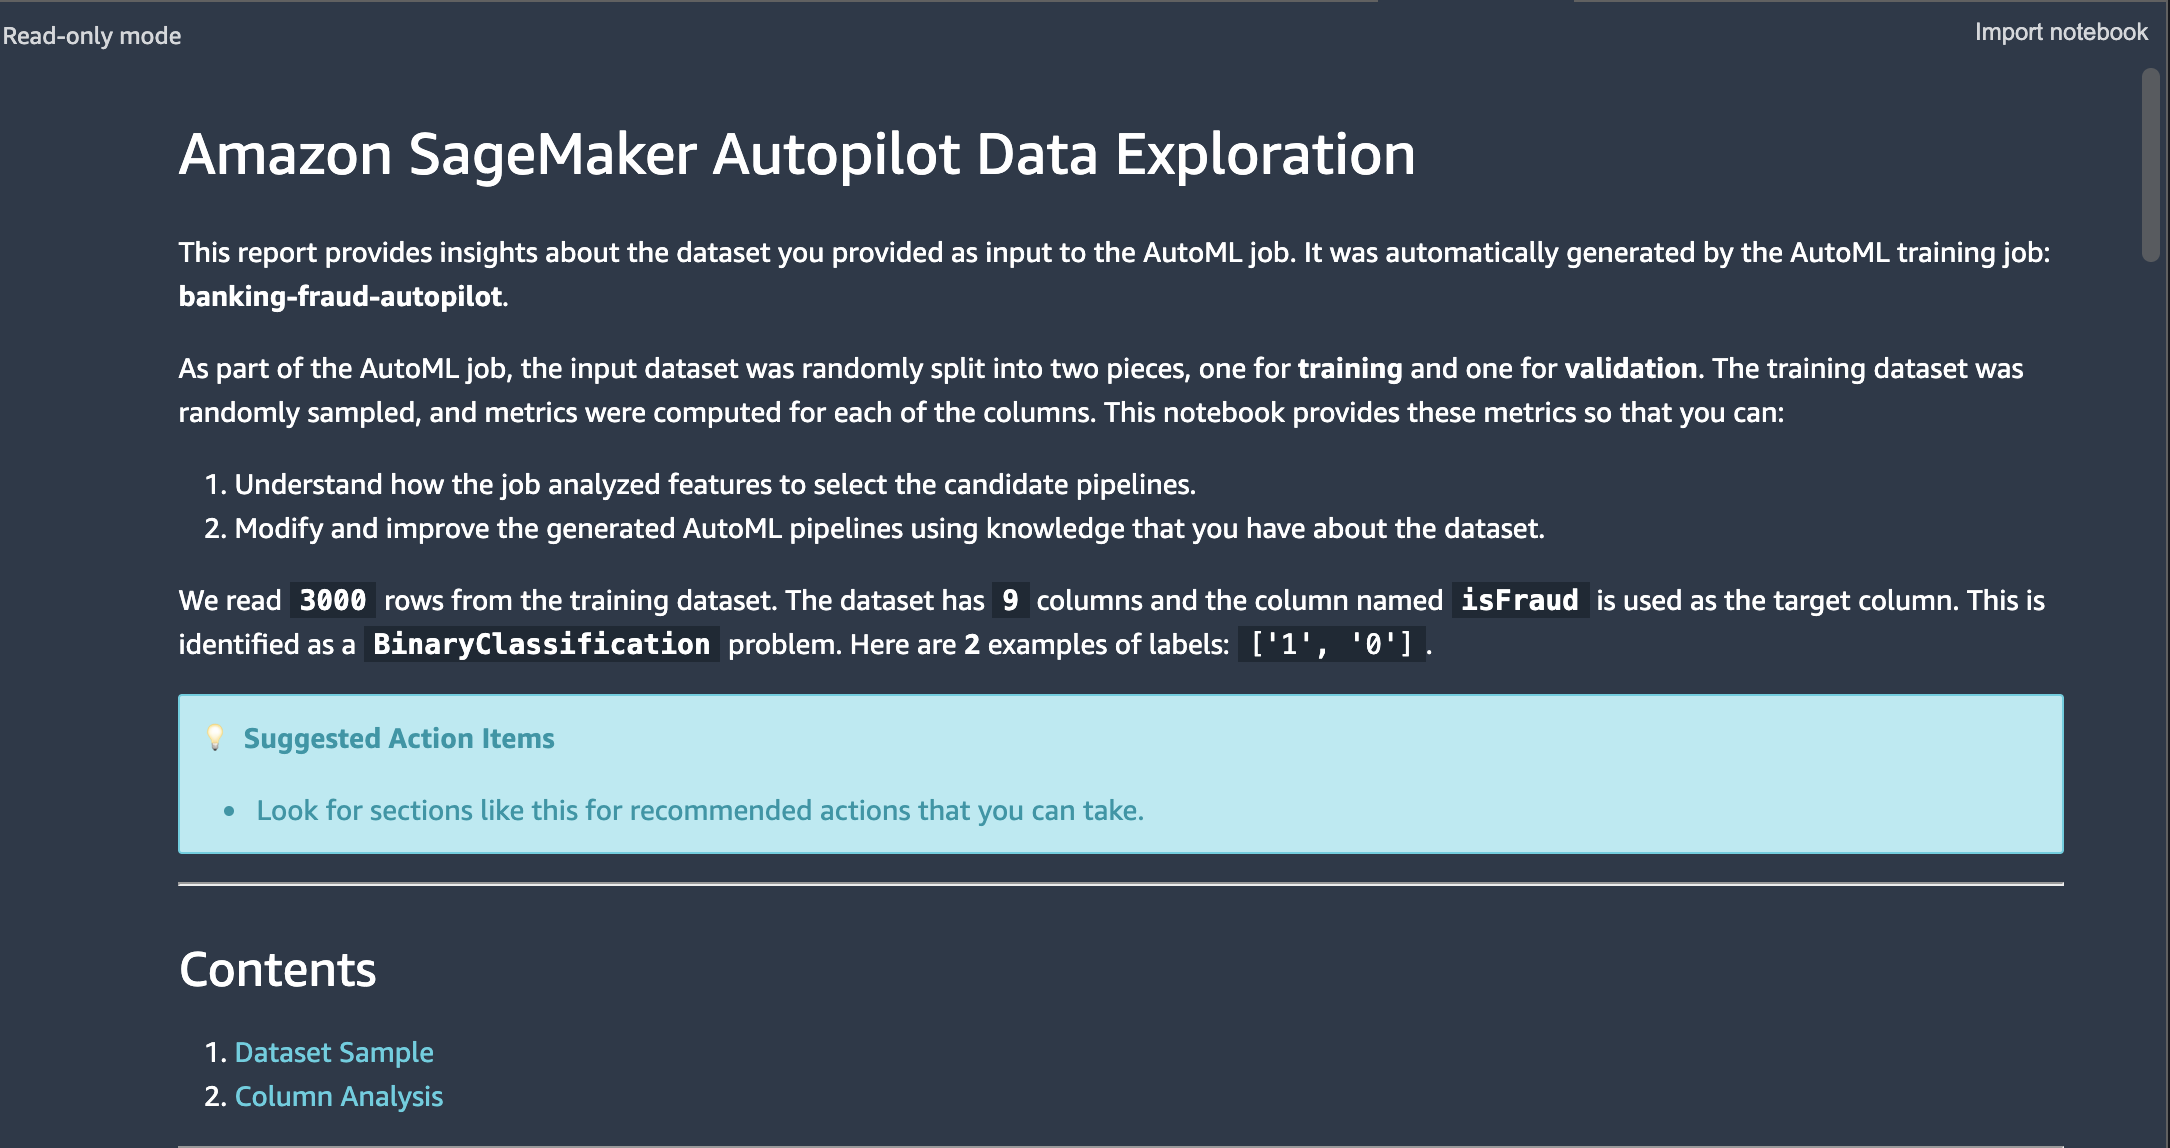 Read-only mode
Import notebook
Amazon SageMaker Autopilot Data Exploration
This report provides insights about the dataset you provided as input to the AutoML job. It was automatically generated by the AutoML training job:
banking-fraud-autopilot.
As part of the AutoML job, the input dataset was randomly split into two pieces, one for training and one for validation. The training dataset was
randomly sampled, and metrics were computed for each of the columns. This notebook provides these metrics so that you can:
1. Understand how the job analyzed features to select the candidate pipelines.
2. Modify and improve the generated AutoML pipelines using knowledge that you have about the dataset.
We read 3000 rows from the training dataset. The dataset has 9 columns and the column named isFraud is used as the target column. This is
identified as a BinaryClassification problem. Here are 2 examples of labels: ['1', '0'].
💡 Suggested Action Items
• Look for sections like this for recommended actions that you can take.
Contents
1. Dataset Sample
2. Column Analysis